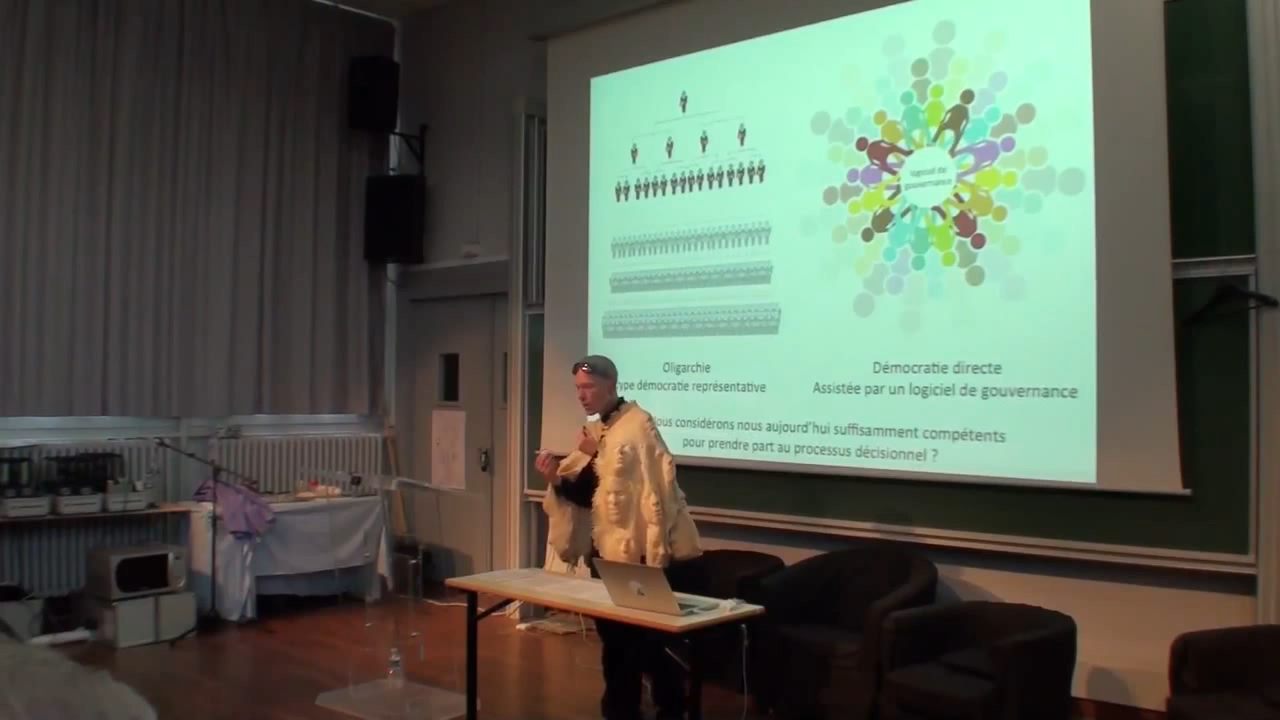 logiciel de
gouvernance
Oligarchie
type démocratie représentative
Démocratie directe
Assistée par un logiciel de gouvernance
nous considérons nous aujourd'hui suffisamment compétents
pour prendre part au processus décisionnel ?